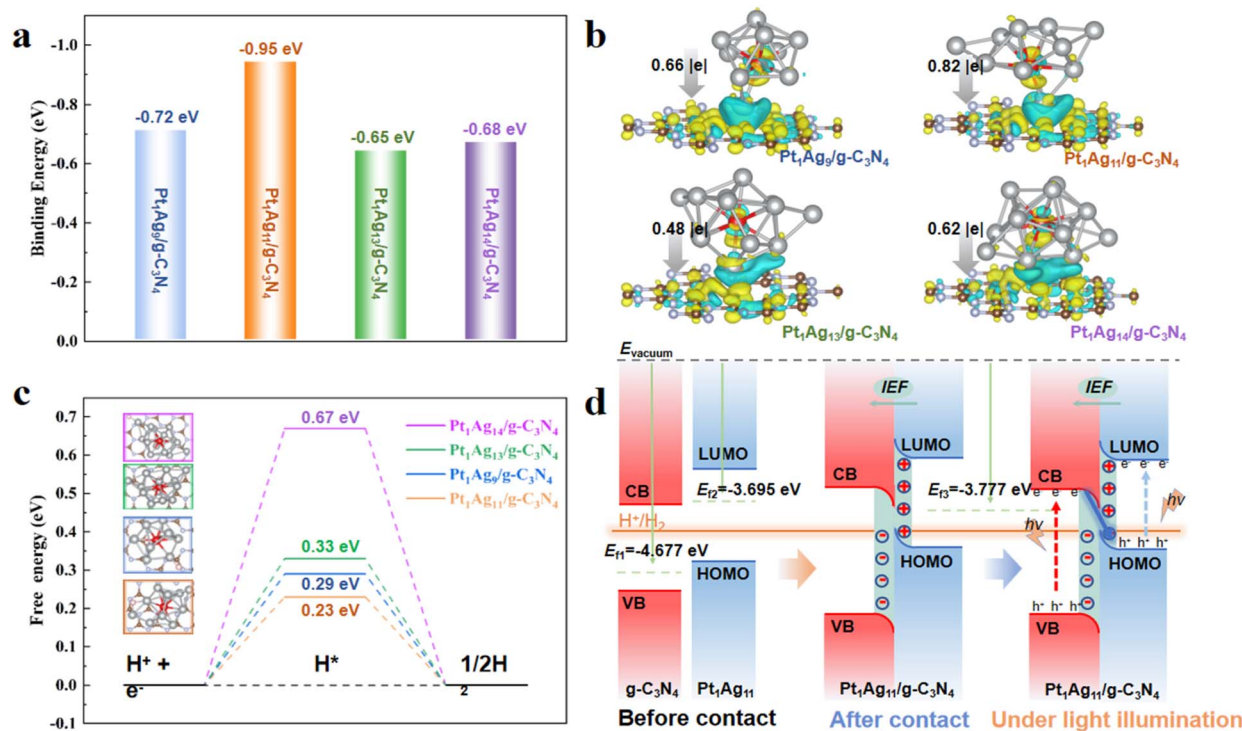 a
-1.0
-0.8
-0.6
-0.4
-0.2
0.0
Binding Energy (eV)
-0.72 eV
-0.95 eV
-0.65 eV
-0.68 eV
Pt₁Ag₉/g-C₃N₄
Pt₁Ag₁₁/g-C₃N₄
Pt₁Ag₁₃/g-C₃N₄
Pt₁Ag₁₄/g-C₃N₄
b
0.66 |e|
Pt₁Ag₉/g-C₃N₄
0.82 |e|
Pt₁Ag₁₁/g-C₃N₄
0.48 |e|
Pt₁Ag₁₃/g-C₃N₄
0.62 |e|
Pt₁Ag₁₄/g-C₃N₄
c
0.7
0.6
0.5
0.4
0.3
0.2
0.1
0.0
-0.1
Free energy (eV)
0.67 eV
0.33 eV
0.29 eV
0.23 eV
Pt₁Ag₁₄/g-C₃N₄
Pt₁Ag₁₃/g-C₃N₄
Pt₁Ag₉/g-C₃N₄
Pt₁Ag₁₁/g-C₃N₄
H⁺ +
e⁻
H*
1/2H
2
d
Evacuum
CB
LUMO
Ef2=-3.695 eV
H⁺/H₂
Ef1=-4.677 eV
HOMO
VB
g-C₃N₄
Pt₁Ag₁₁
Before contact
IEF
LUMO
CB
HOMO
VB
Pt₁Ag₁₁/g-C₃N₄
After contact
Ef3=-3.777 eV
IEF
LUMO
e⁻ e⁻ e⁻
CB
e⁻ e⁻ e⁻
hv
hv
h⁺ h⁺ h⁺
HOMO
h⁺ h⁺ h⁺
VB
Pt₁Ag₁₁/g-C₃N₄
Under light illumination